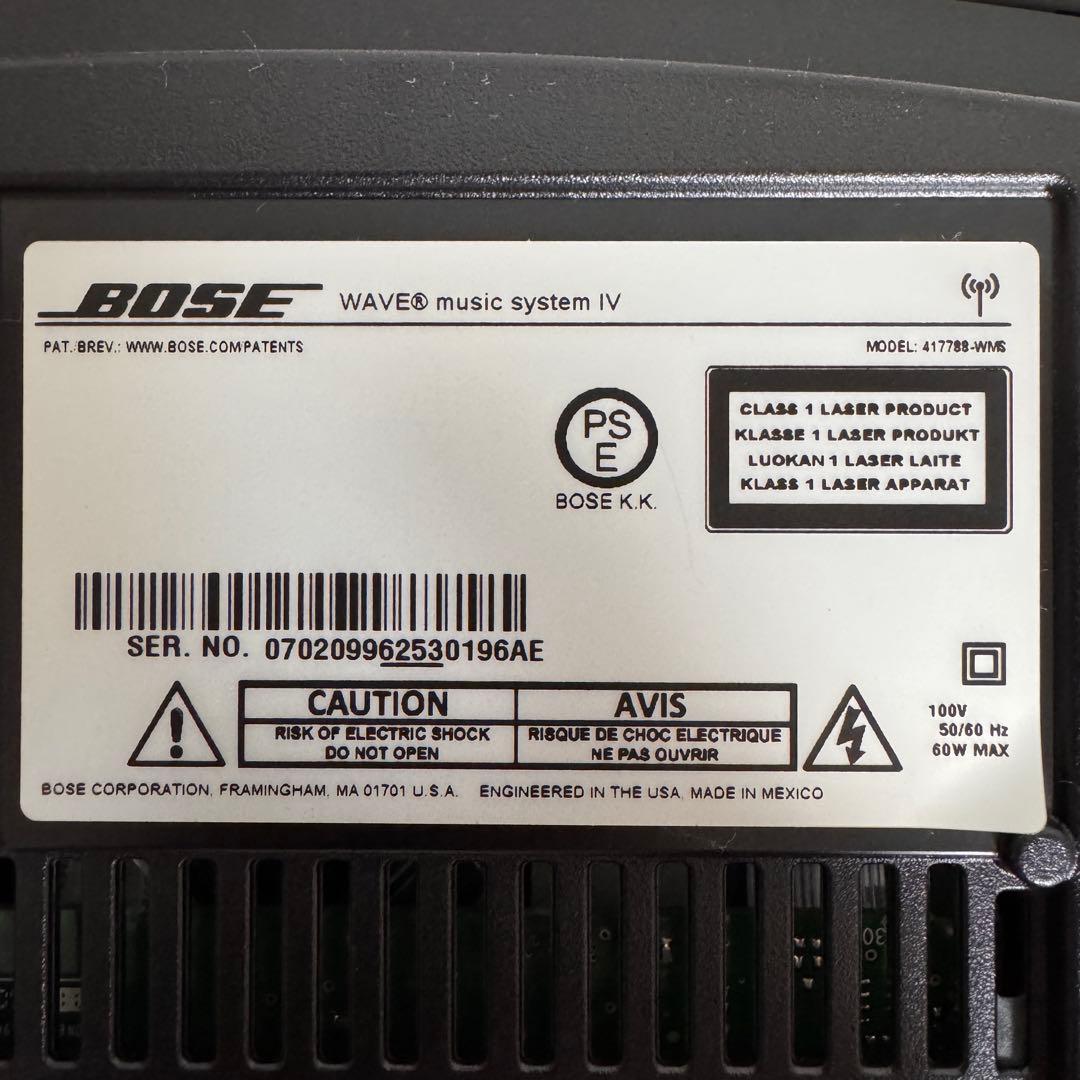 BOSE WAVE® music system IV
PAT./BREV.: WWW.BOSE.COM/PATENTS
MODEL: 417788-WMS
PS
E
BOSE K.K.
CLASS 1 LASER PRODUCT
KLASSE 1 LASER PRODUKT
LUOKAN 1 LASER LAITE
KLASS 1 LASER APPARAT
SER. NO. 070209962530196AE
CAUTION
RISK OF ELECTRIC SHOCK
DO NOT OPEN
AVIS
RISQUE DE CHOC ELECTRIQUE
NE PAS OUVRIR
100V
50/60 Hz
60W MAX
BOSE CORPORATION, FRAMINGHAM, MA 01701 U.S.A. ENGINEERED IN THE USA, MADE IN MEXICO
30